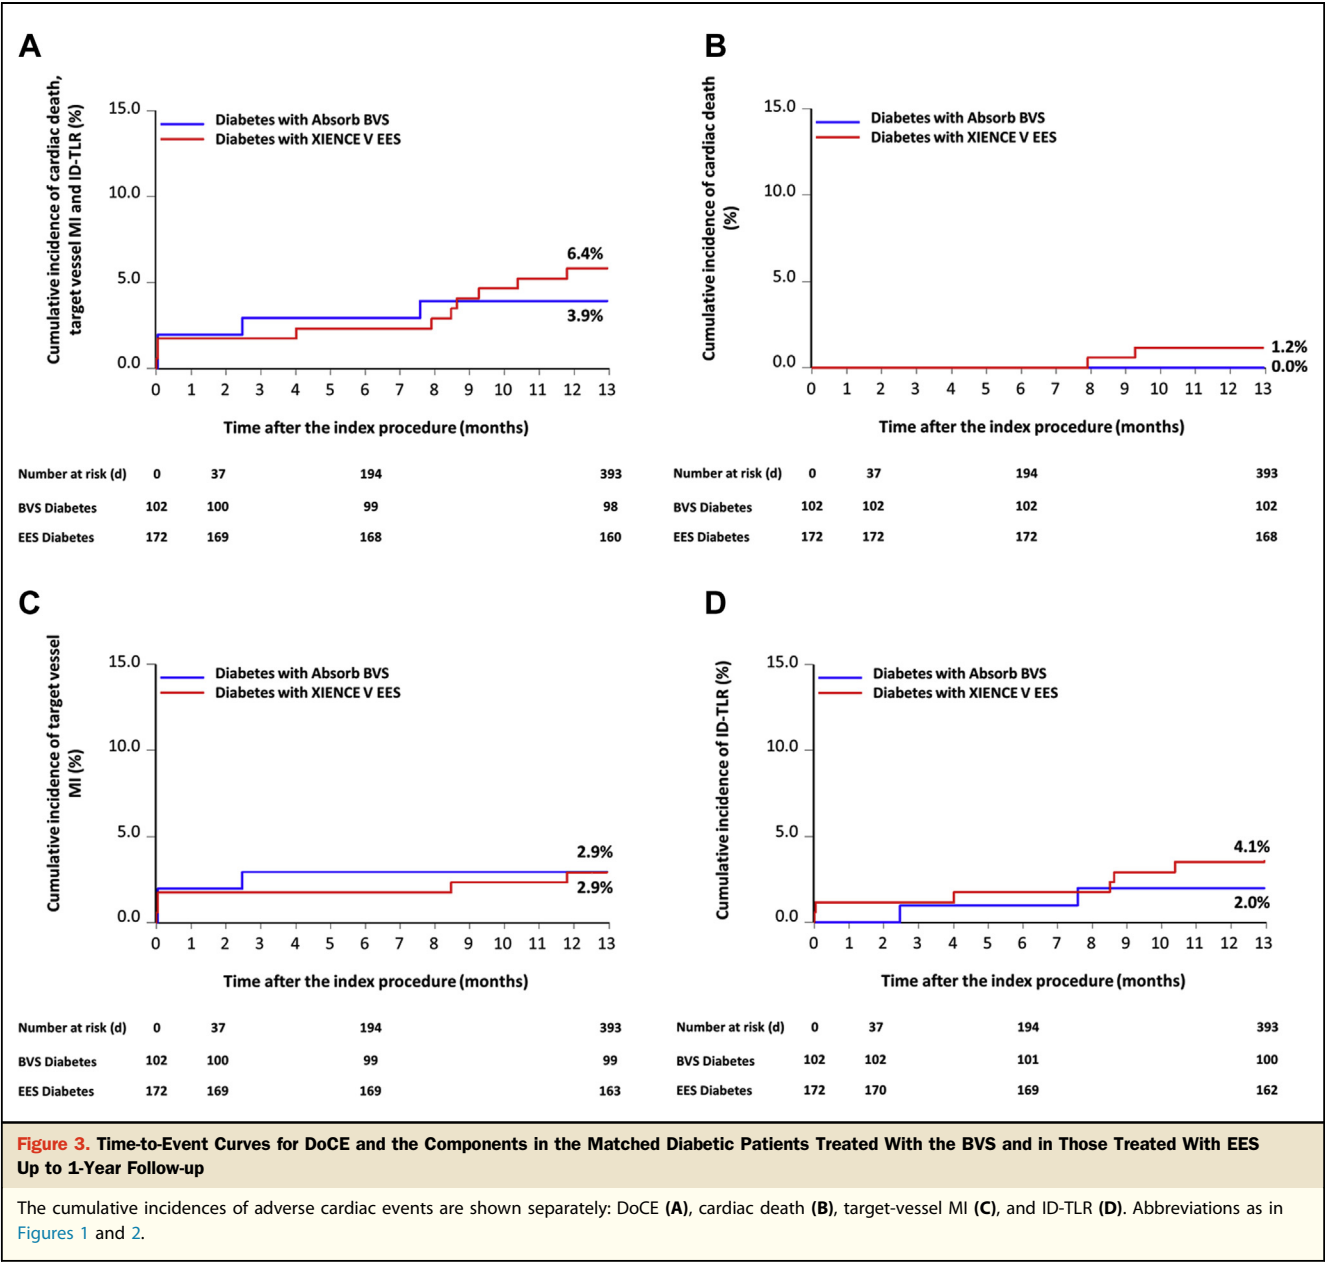 A
Cumulative incidence of cardiac death,
target vessel MI and ID-TLR (%)
15.0
10.0
5.0
0.0
Diabetes with Absorb BVS
Diabetes with XIENCE V EES
6.4%
3.9%
0 1 2 3 4 5 6 7 8 9 10 11 12 13
Time after the index procedure (months)
Number at risk (d) 0 37 194 393
BVS Diabetes 102 100 99 98
EES Diabetes 172 169 168 160
B
Cumulative incidence of cardiac death
(%)
15.0
10.0
5.0
0.0
Diabetes with Absorb BVS
Diabetes with XIENCE V EES
1.2%
0.0%
0 1 2 3 4 5 6 7 8 9 10 11 12 13
Time after the index procedure (months)
Number at risk (d) 0 37 194 393
BVS Diabetes 102 102 102 102
EES Diabetes 172 172 172 168
C
Cumulative incidence of target vessel
MI (%)
15.0
10.0
5.0
0.0
Diabetes with Absorb BVS
Diabetes with XIENCE V EES
2.9%
2.9%
0 1 2 3 4 5 6 7 8 9 10 11 12 13
Time after the index procedure (months)
Number at risk (d) 0 37 194 393
BVS Diabetes 102 100 99 99
EES Diabetes 172 169 169 163
D
Cumulative incidence of ID-TLR (%)
15.0
10.0
5.0
0.0
Diabetes with Absorb BVS
Diabetes with XIENCE V EES
4.1%
2.0%
0 1 2 3 4 5 6 7 8 9 10 11 12 13
Time after the index procedure (months)
Number at risk (d) 0 37 194 393
BVS Diabetes 102 102 101 100
EES Diabetes 172 170 169 162
Figure 3. Time-to-Event Curves for DoCE and the Components in the Matched Diabetic Patients Treated With the BVS and in Those Treated With EES
Up to 1-Year Follow-up
The cumulative incidences of adverse cardiac events are shown separately: DoCE (A), cardiac death (B), target-vessel MI (C), and ID-TLR (D). Abbreviations as in
Figures 1 and 2.